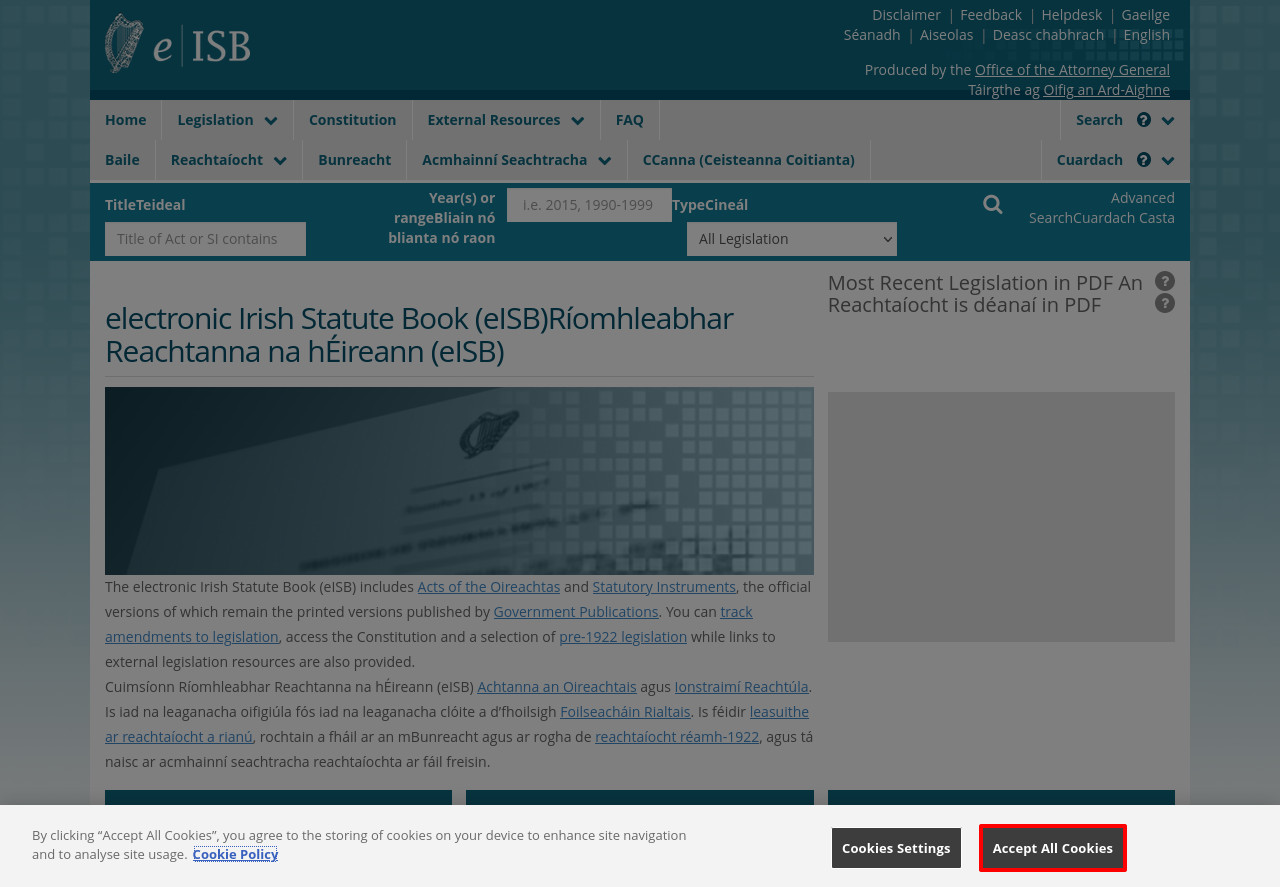 e ISB
Disclaimer | Feedback | Helpdesk | Gaeilge
Séanadh | Aiseolas | Deasc chabhrach | English
Produced by the Office of the Attorney General
Táirgthe ag Oifig an Ard-Aighne
Home Legislation Constitution External Resources FAQ Search ?
Baile Reachtaíocht Bunreacht Acmhainní Seachtracha CCanna (Ceisteanna Coitianta) Cuardach ?
TitleTeideal
Title of Act or SI contains
Year(s) or
rangeBliain nó
blianta nó raon
i.e. 2015, 1990-1999
TypeCineál
All Legislation
Advanced
SearchCuardach Casta
electronic Irish Statute Book (eISB)Ríomhleabhar
Reachtanna na hÉireann (eISB)
The electronic Irish Statute Book (eISB) includes Acts of the Oireachtas and Statutory Instruments, the official
versions of which remain the printed versions published by Government Publications. You can track
amendments to legislation, access the Constitution and a selection of pre-1922 legislation while links to
external legislation resources are also provided.
Cuimsíonn Ríomhleabhar Reachtanna na hÉireann (eISB) Achtanna an Oireachtais agus Ionstraimí Reachtúla.
Is iad na leaganacha oifigiúla fós iad na leaganacha clóite a d’fhoilsigh Foilseacháin Rialtais. Is féidir leasuithe
ar reachtaíocht a rianú, rochtain a fháil ar an mBunreacht agus ar rogha de reachtaíocht réamh-1922, agus tá
naisc ar acmhainní seachtracha reachtaíochta ar fáil freisin.
Most Recent Legislation in PDF An ?
Reachtaíocht is déanaí in PDF ?
By clicking “Accept All Cookies”, you agree to the storing of cookies on your device to enhance site navigation
and to analyse site usage. Cookie Policy
Cookies Settings
Accept All Cookies